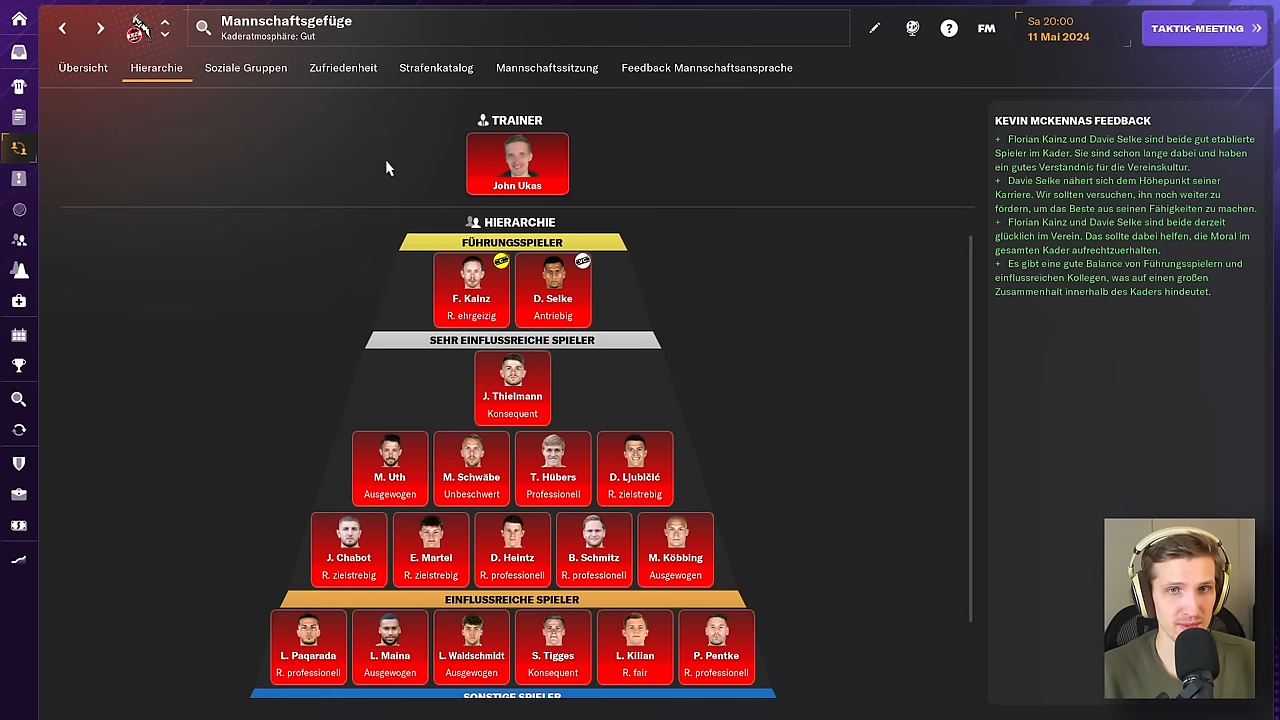 Mannschaftsgefüge
Kaderatmosphäre: Gut
FM
Sa 20:00
11 Mai 2024
TAKTIK-MEETING
Übersicht
Hierarchie
Soziale Gruppen
Zufriedenheit
Strafenkatalog
Mannschaftssitzung
Feedback Mannschaftsansprache
TRAINER
John Ukas
HIERARCHIE
FÜHRUNGSSPIELER
F. Kainz
R. ehrgeizig
D. Selke
Antriebig
SEHR EINFLUSSREICHE SPIELER
J. Thielmann
Konsequent
M. Uth
Ausgewogen
M. Schwäbe
Unbeschwert
T. Hübers
Professionell
D. Ljubičić
R. zielstrebig
J. Chabot
R. zielstrebig
E. Martel
R. zielstrebig
D. Heintz
R. professionell
B. Schmitz
R. professionell
M. Köbbing
Ausgewogen
EINFLUSSREICHE SPIELER
L. Paqarada
R. professionell
L. Maina
Ausgewogen
L. Waldschmidt
Ausgewogen
S. Tigges
Konsequent
L. Kilian
R. fair
P. Pentke
R. professionell
SONSTIGE SPIELER
KEVIN MCKENNAS FEEDBACK
+ Florian Kainz und Davie Selke sind beide gut etablierte
Spieler im Kader. Sie sind schon lange dabei und haben
ein gutes Verständnis für die Vereinskultur.
+ Davie Selke nähert sich dem Höhepunkt seiner
Karriere. Wir sollten versuchen, ihn noch weiter zu
fördern, um das Beste aus seinen Fähigkeiten zu machen.
+ Florian Kainz und Davie Selke sind beide derzeit
glücklich im Verein. Das sollte dabei helfen, die Moral im
gesamten Kader aufrechtzuerhalten.
+ Es gibt eine gute Balance von Führungsspielern und
einflussreichen Kollegen, was auf einen großen
Zusammenhalt innerhalb des Kaders hindeutet.